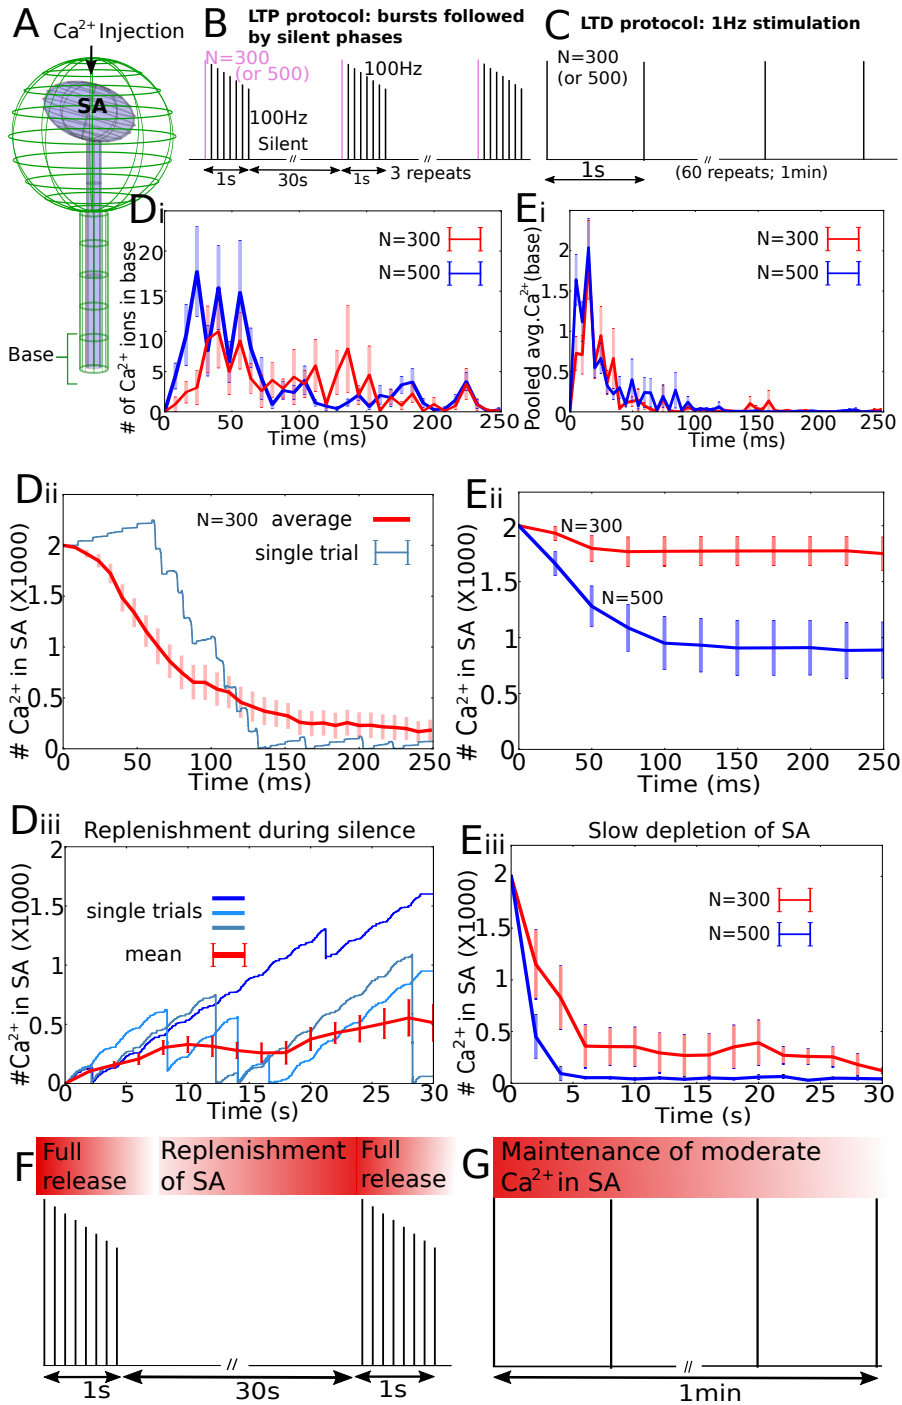 A
Ca²⁺ Injection
SA
Base
B
LTP protocol: bursts followed
by silent phases
N=300
(or 500)
100Hz
100Hz
Silent
1s
30s
1s
3 repeats
C
LTD protocol: 1Hz stimulation
N=300
(or 500)
1s
(60 repeats; 1min)
Di
# of Ca²⁺ ions in base
20
15
10
5
0
N=300
N=500
0 50 100 150 200 250
Time (ms)
Ei
Pooled avg.Ca²⁺(base)
2
1.5
1
0.5
0
N=300
N=500
0 50 100 150 200 250
Time (ms)
Dii
# Ca²⁺ in SA (X1000)
2
1.5
1
0.5
0
N=300 average
single trial
0 50 100 150 200 250
Time (ms)
Eii
# Ca²⁺ in SA (X1000)
2
1.5
1
0.5
0
N=300
N=500
0 50 100 150 200 250
Time (ms)
Diii
Replenishment during silence
#Ca²⁺ in SA (X1000)
2
1.5
1
0.5
0
single trials
mean
0 5 10 15 20 25 30
Time (s)
Eiii
Slow depletion of SA
# Ca²⁺ in SA (X1000)
2
1.5
1
0.5
0
N=300
N=500
0 5 10 15 20 25 30
Time (s)
F
Full
release
Replenishment
of SA
Full
release
1s
30s
1s
G
Maintenance of moderate
Ca²⁺ in SA
1min